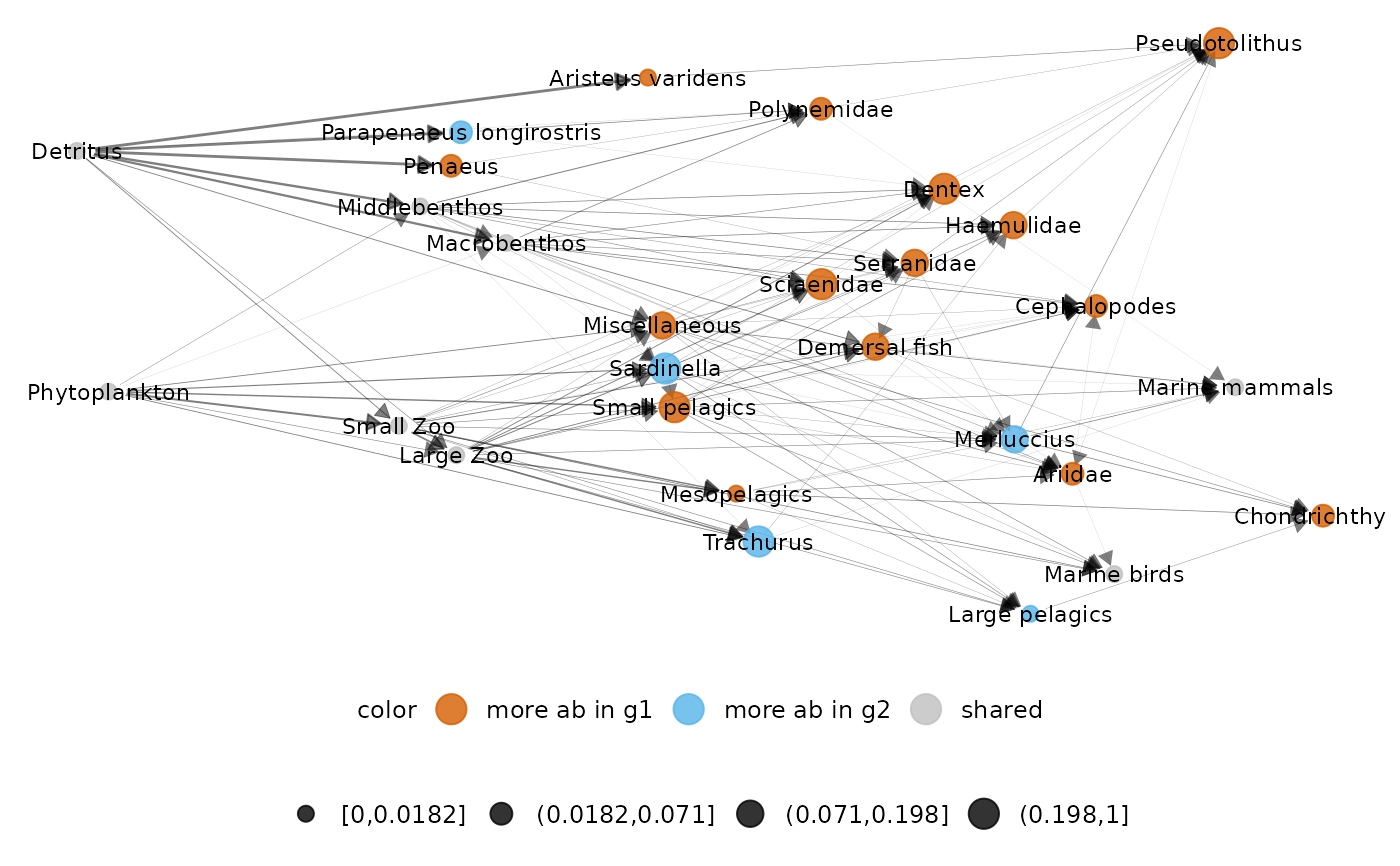 Pseudotolithus
Aristeus varidens
Polynemidae
Parapenaeus longirostris
Detritus
Penaeus
Dentex
Middlebenthos
Haemulidae
Macrobenthos
Serranidae
Sciaenidae
Cephalopodes
Miscellaneous
Demersal fish
Sardinella
Marine mammals
Phytoplankton
Small pelagics
Small Zoo
Merluccius
Large Zoo
Ariidae
Mesopelagics
Chondrichthy
Trachurus
Marine birds
Large pelagics
color more ab in g1 more ab in g2 shared
[0,0.0182] (0.0182,0.071] (0.071,0.198] (0.198,1]